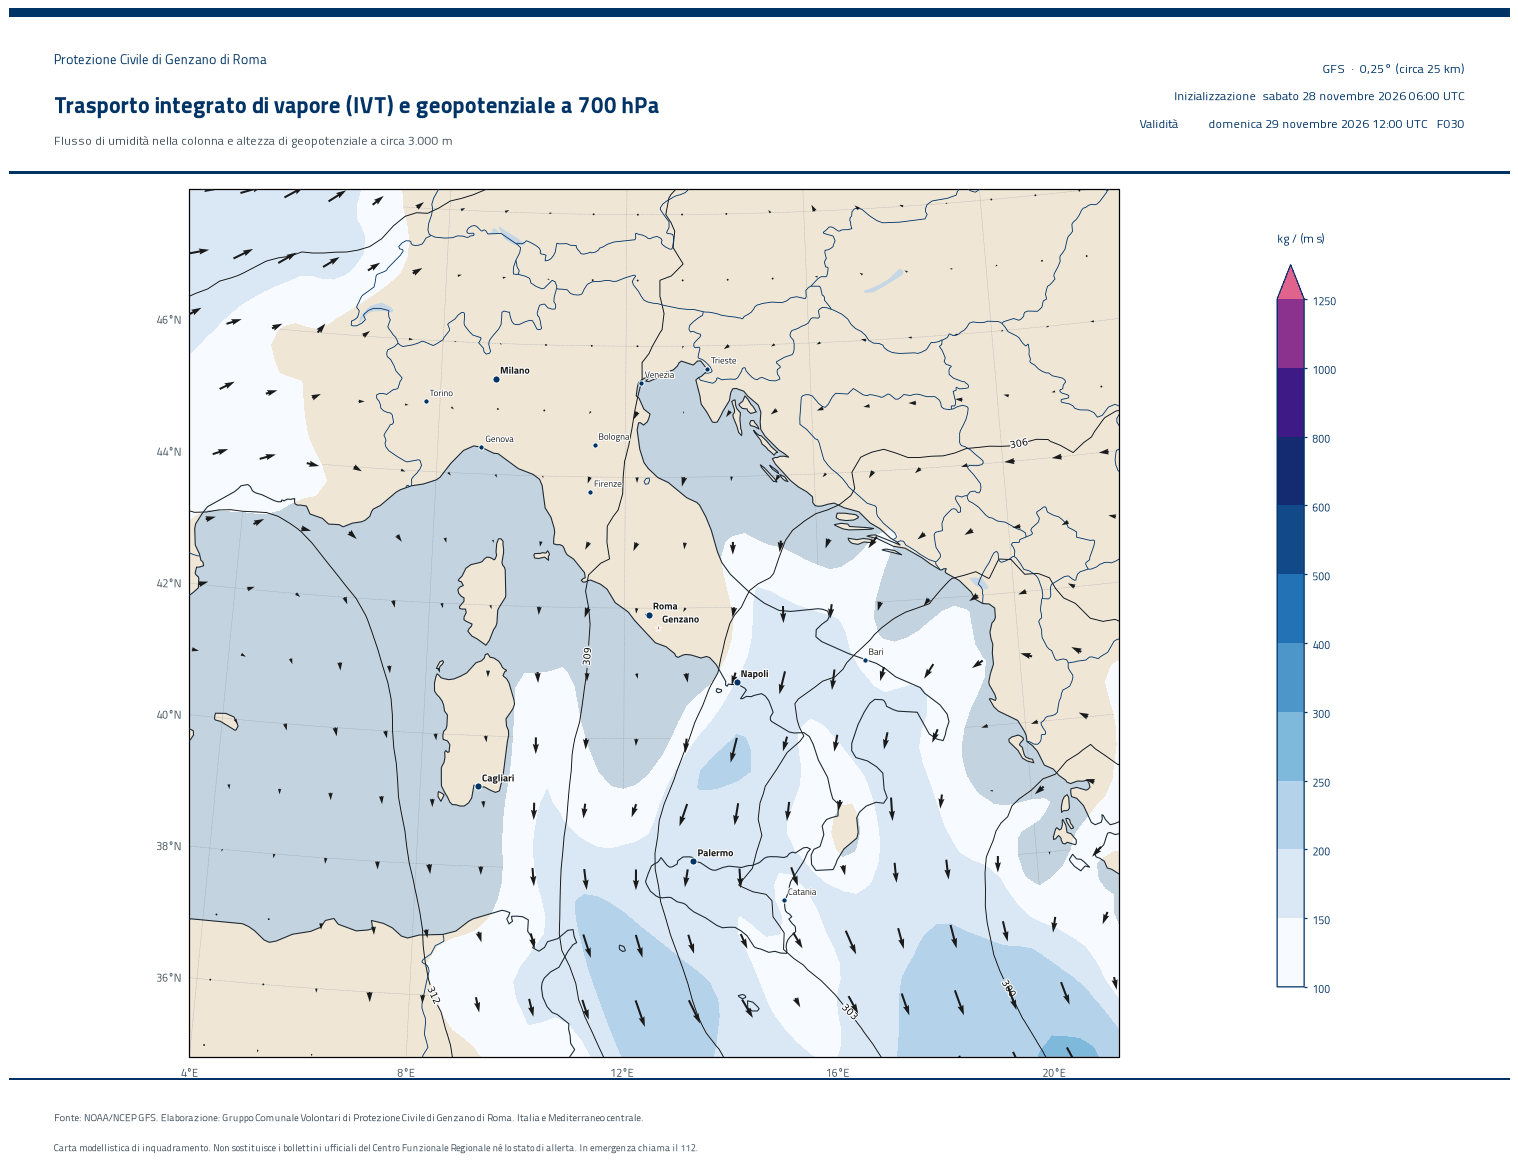 Protezione Civile di Genzano di Roma
Trasporto integrato di vapore (IVT) e geopotenziale a 700 hPa
Flusso di umidità nella colonna e altezza di geopotenziale a circa 3.000 m
GFS · 0,25° (circa 25 km)
Inizializzazione sabato 28 novembre 2026 06:00 UTC
Validità domenica 29 novembre 2026 12:00 UTC F030
kg / (m s)
1250
1000
800
600
500
400
300
250
200
150
100
46°N
44°N
42°N
40°N
38°N
36°N
4°E
8°E
12°E
16°E
20°E
Trieste
Venezia
Milano
Torino
Genova
Bologna
Firenze
306
Roma
Genzano
309
Bari
Napoli
Cagliari
Palermo
Catania
312
303
300
Fonte: NOAA/NCEP GFS. Elaborazione: Gruppo Comunale Volontari di Protezione Civile di Genzano di Roma. Italia e Mediterraneo centrale.
Carta modellistica di inquadramento. Non sostituisce i bollettini ufficiali del Centro Funzionale Regionale né lo stato di allerta. In emergenza chiama il 112.